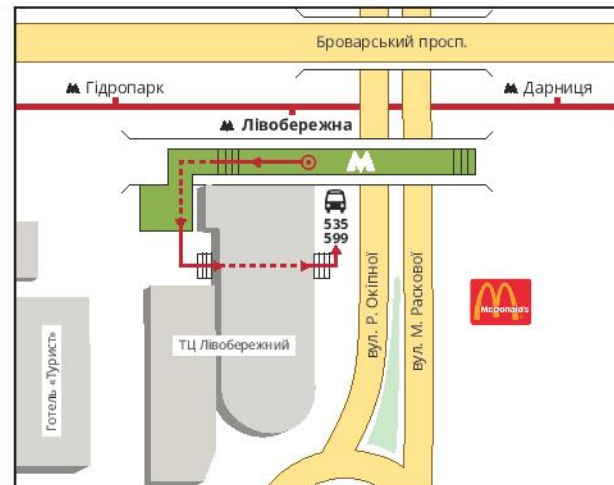 Броварський просп.
Гідропарк
Дарниця
Лівобережна
535
599
вул. Р. Окіпної
вул. М. Раскової
McDonald's
ТЦ Лівобережний
Готель «Турист»